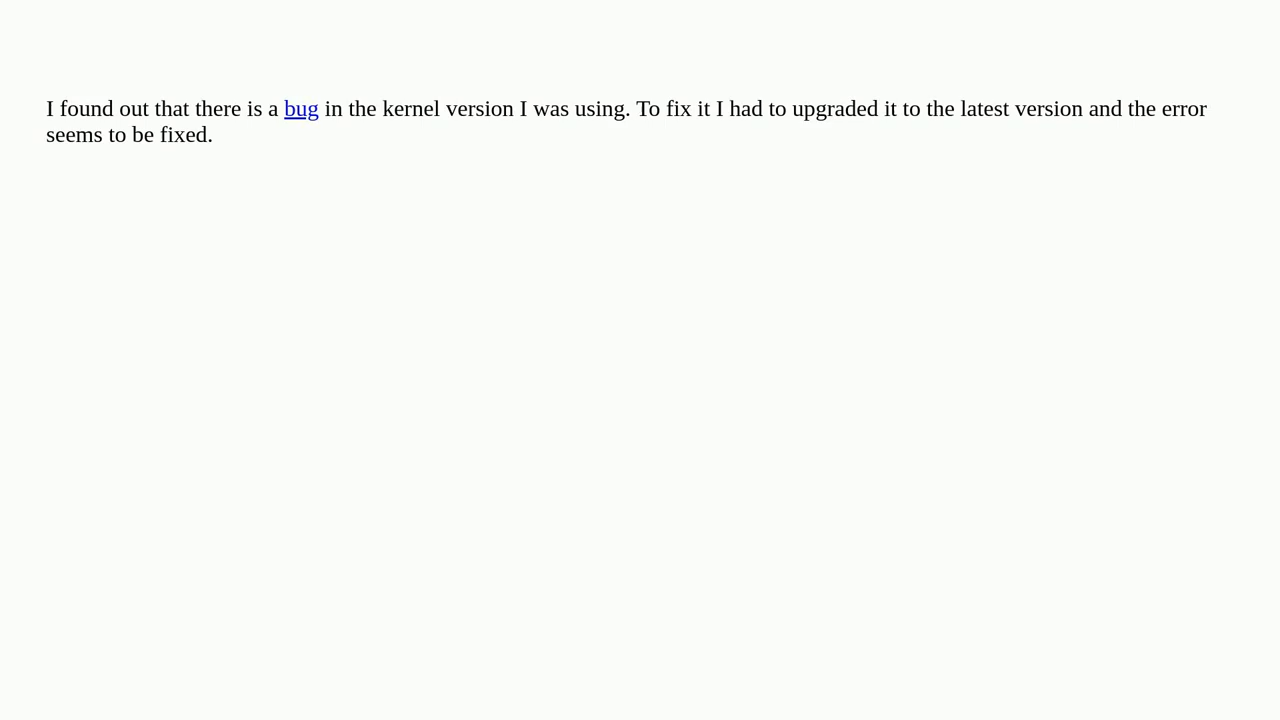 I found out that there is a bug in the kernel version I was using. To fix it I had to upgraded it to the latest version and the error
seems to be fixed.